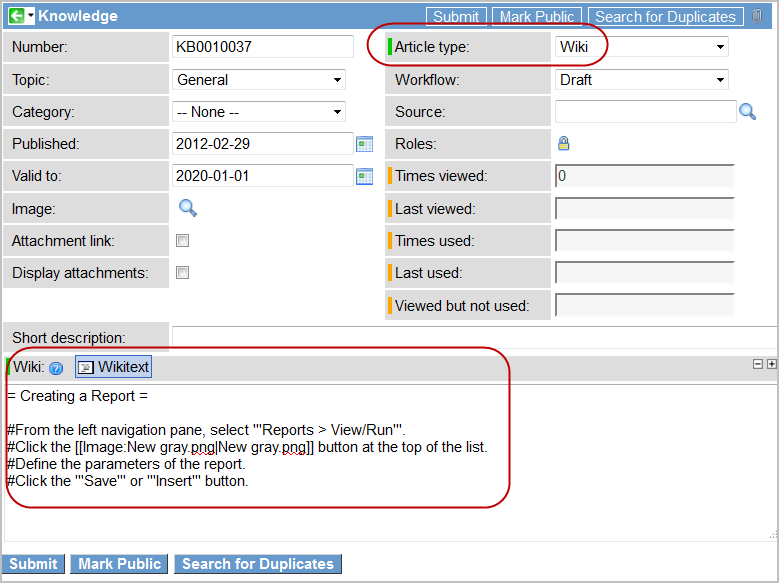 Knowledge Submit Mark Public Search for Duplicates
Number: KB0010037 Article type: Wiki
Topic: General Workflow: Draft
Category: -- None -- Source:
Published: 2012-02-29 Roles:
Valid to: 2020-01-01 Times viewed: 0
Image: Last viewed:
Attachment link: Times used:
Display attachments: Last used:
Viewed but not used:
Short description:
Wiki: Wikitext
= Creating a Report =
#From the left navigation pane, select '''Reports > View/Run'''.
#Click the [[Image:New gray.png|New gray.png]] button at the top of the list.
#Define the parameters of the report.
#Click the '''Save''' or '''Insert''' button.
Submit Mark Public Search for Duplicates